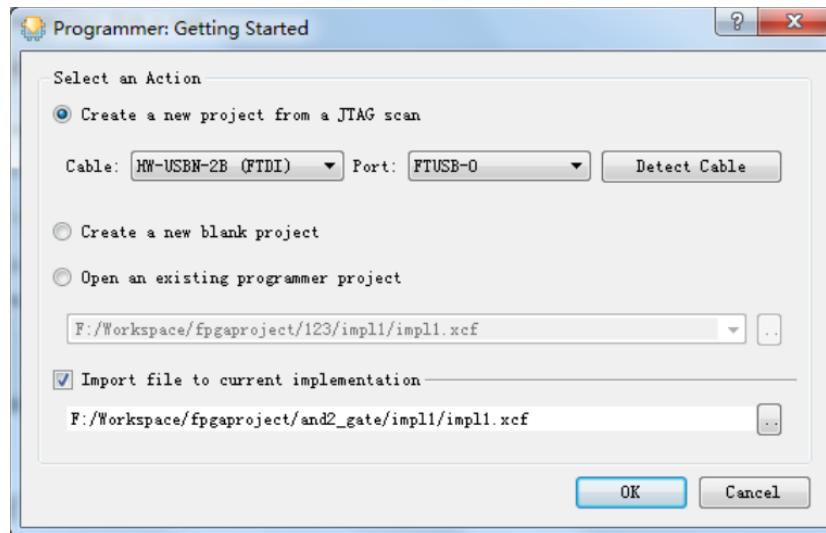 Programmer: Getting Started
Select an Action
Create a new project from a JTAG scan
Cable: HW-USBN-2B (FTDI) Port: FTUSB-0 Detect Cable
Create a new blank project
Open an existing programmer project
F:/Workspace/fpgaproject/123/impl1/impl1.xcf ..
Import file to current implementation
F:/Workspace/fpgaproject/and2_gate/impl1/impl1.xcf ..
OK Cancel